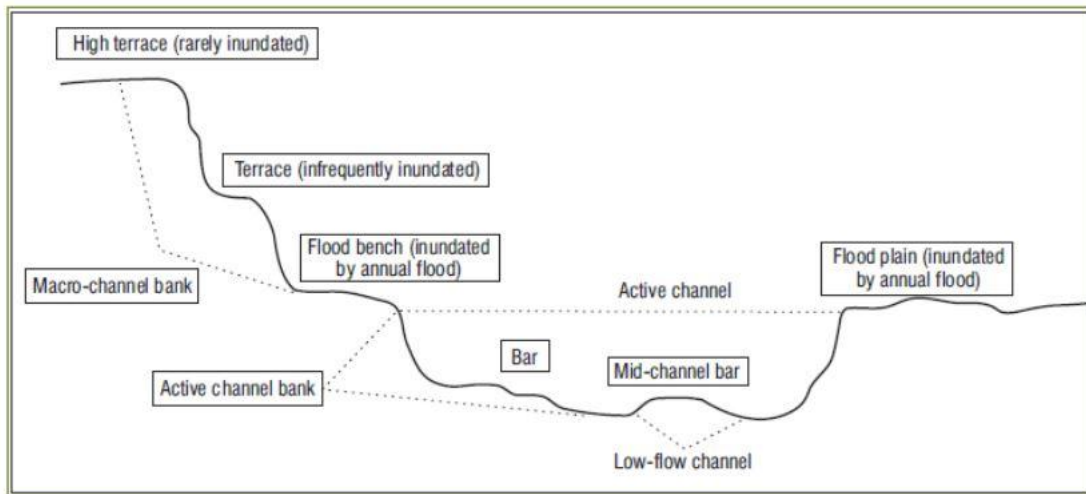 High terrace (rarely inundated)
Terrace (infrequently inundated)
Flood bench (inundated
by annual flood)
Flood plain (inundated
by annual flood)
Macro-channel bank
Active channel
Bar
Mid-channel bar
Active channel bank
Low-flow channel